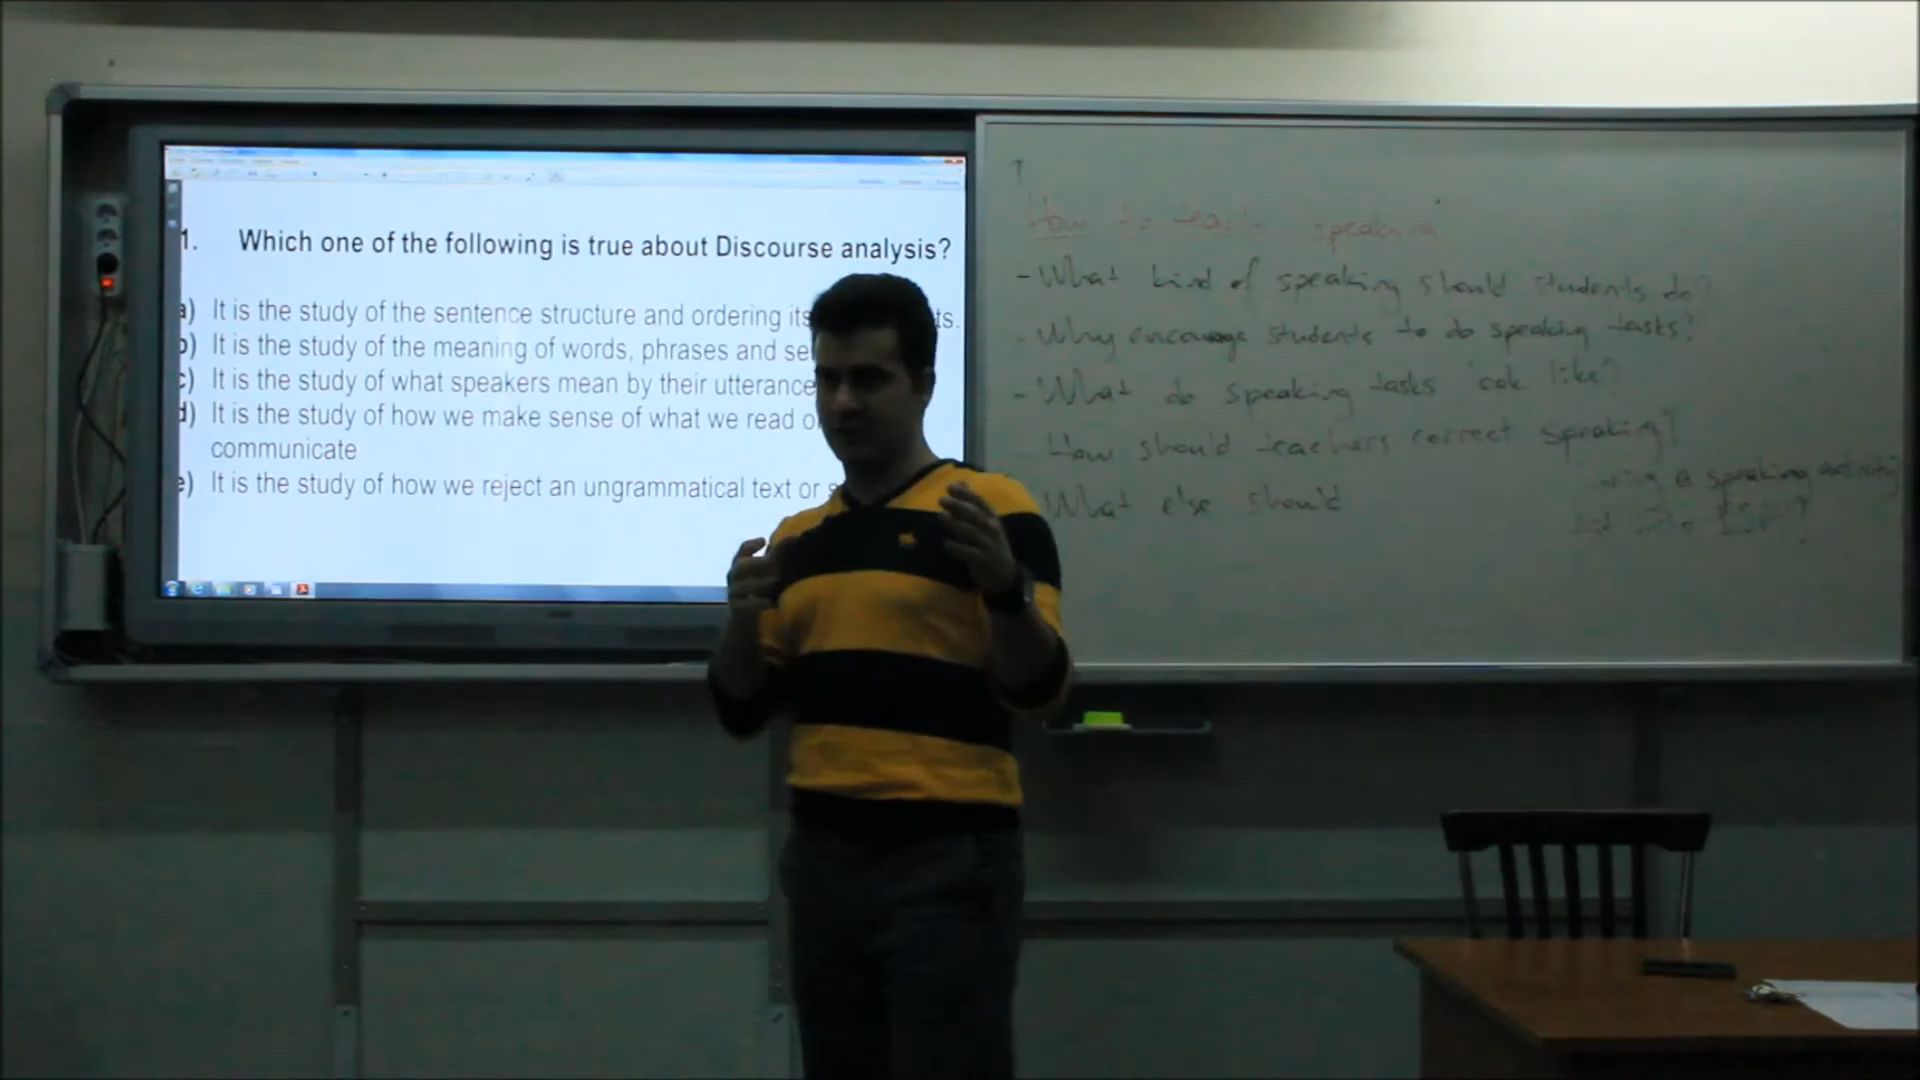 1. Which one of the following is true about Discourse analysis?
a) It is the study of the sentence structure and ordering its ts.
b) It is the study of the meaning of words, phrases and se
c) It is the study of what speakers mean by their utterance
d) It is the study of how we make sense of what we read o
communicate
e) It is the study of how we reject an ungrammatical text or s
How to teach speaking
- What kind of speaking should students do?
- Why encourage students to do speaking tasks?
- What do speaking tasks look like?
How should teachers correct speaking?
What else should
a speaking activity